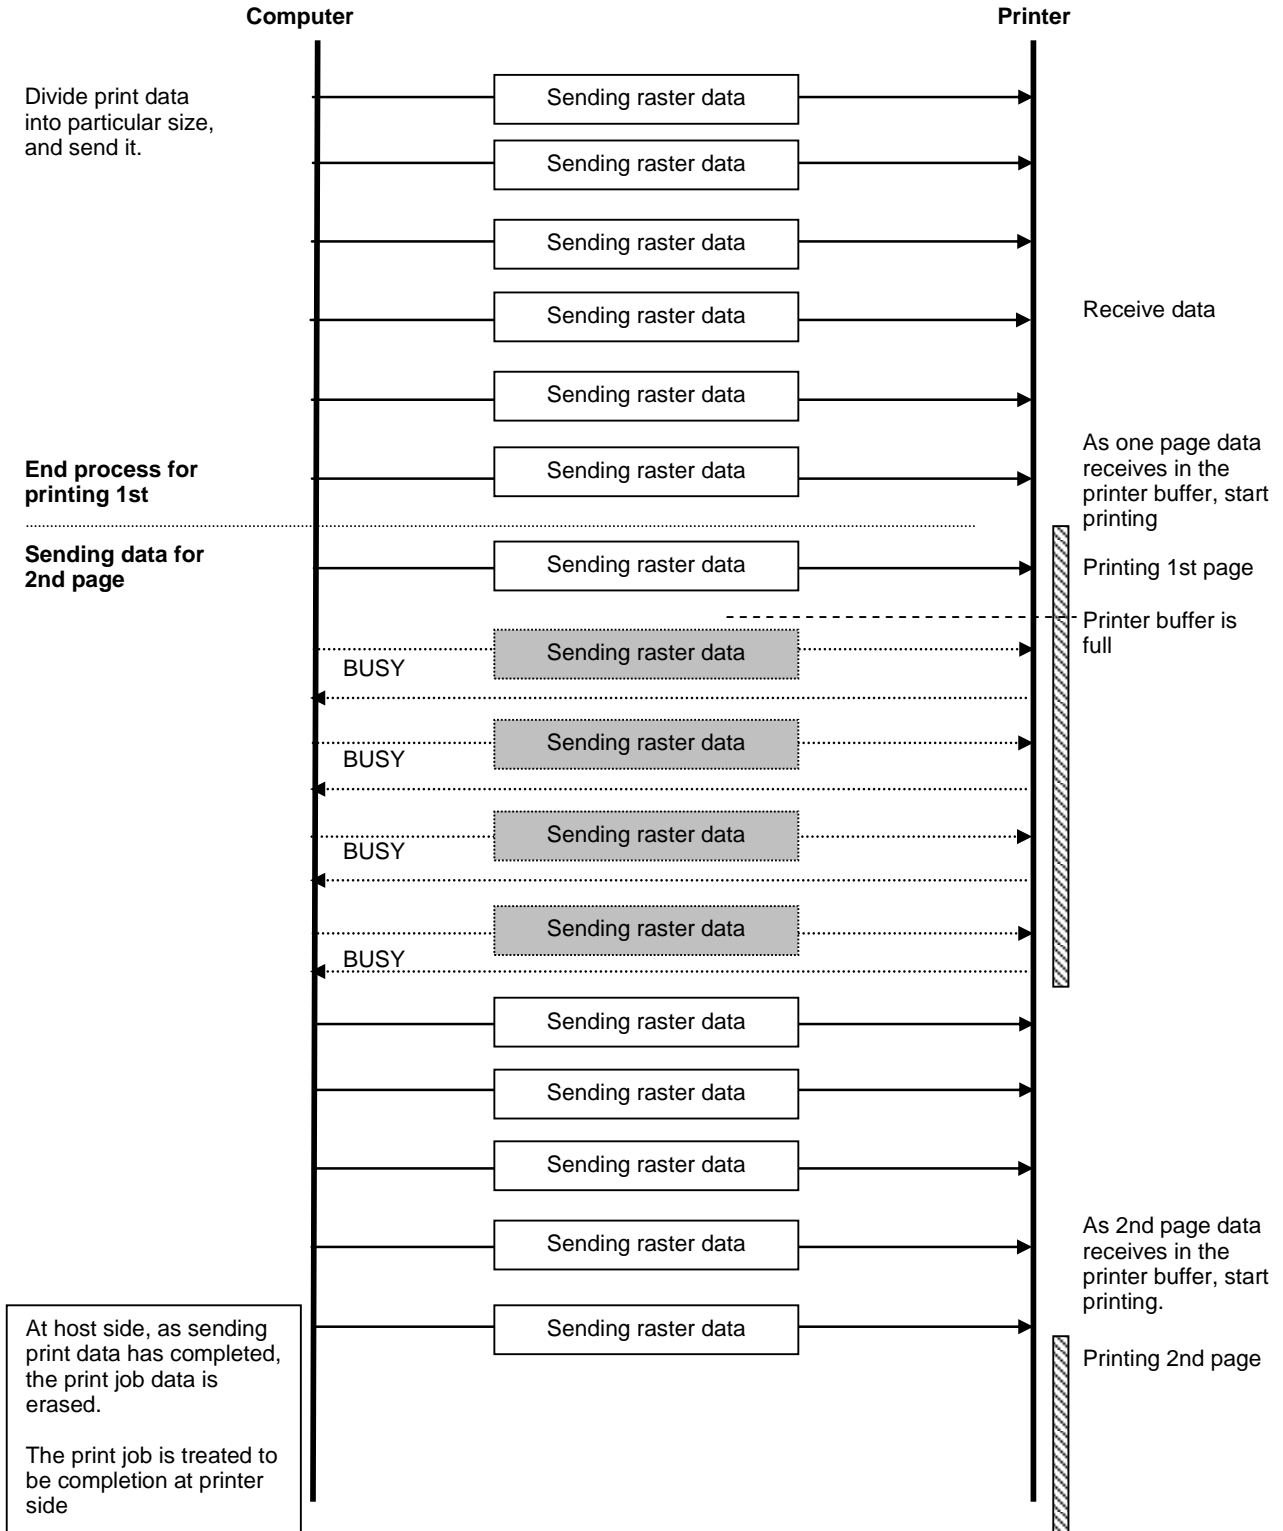 Computer
Printer
Divide print data
into particular size,
and send it.
Sending raster data
Sending raster data
Sending raster data
Sending raster data
Receive data
Sending raster data
End process for
printing 1st
Sending raster data
As one page data
receives in the
printer buffer, start
printing
Sending data for
2nd page
Sending raster data
Printing 1st page
Printer buffer is
full
Sending raster data
BUSY
Sending raster data
BUSY
Sending raster data
BUSY
Sending raster data
BUSY
Sending raster data
Sending raster data
Sending raster data
Sending raster data
As 2nd page data
receives in the
printer buffer, start
printing.
Sending raster data
At host side, as sending
print data has completed,
the print job data is
erased.
The print job is treated to
be completion at printer
side
Printing 2nd page